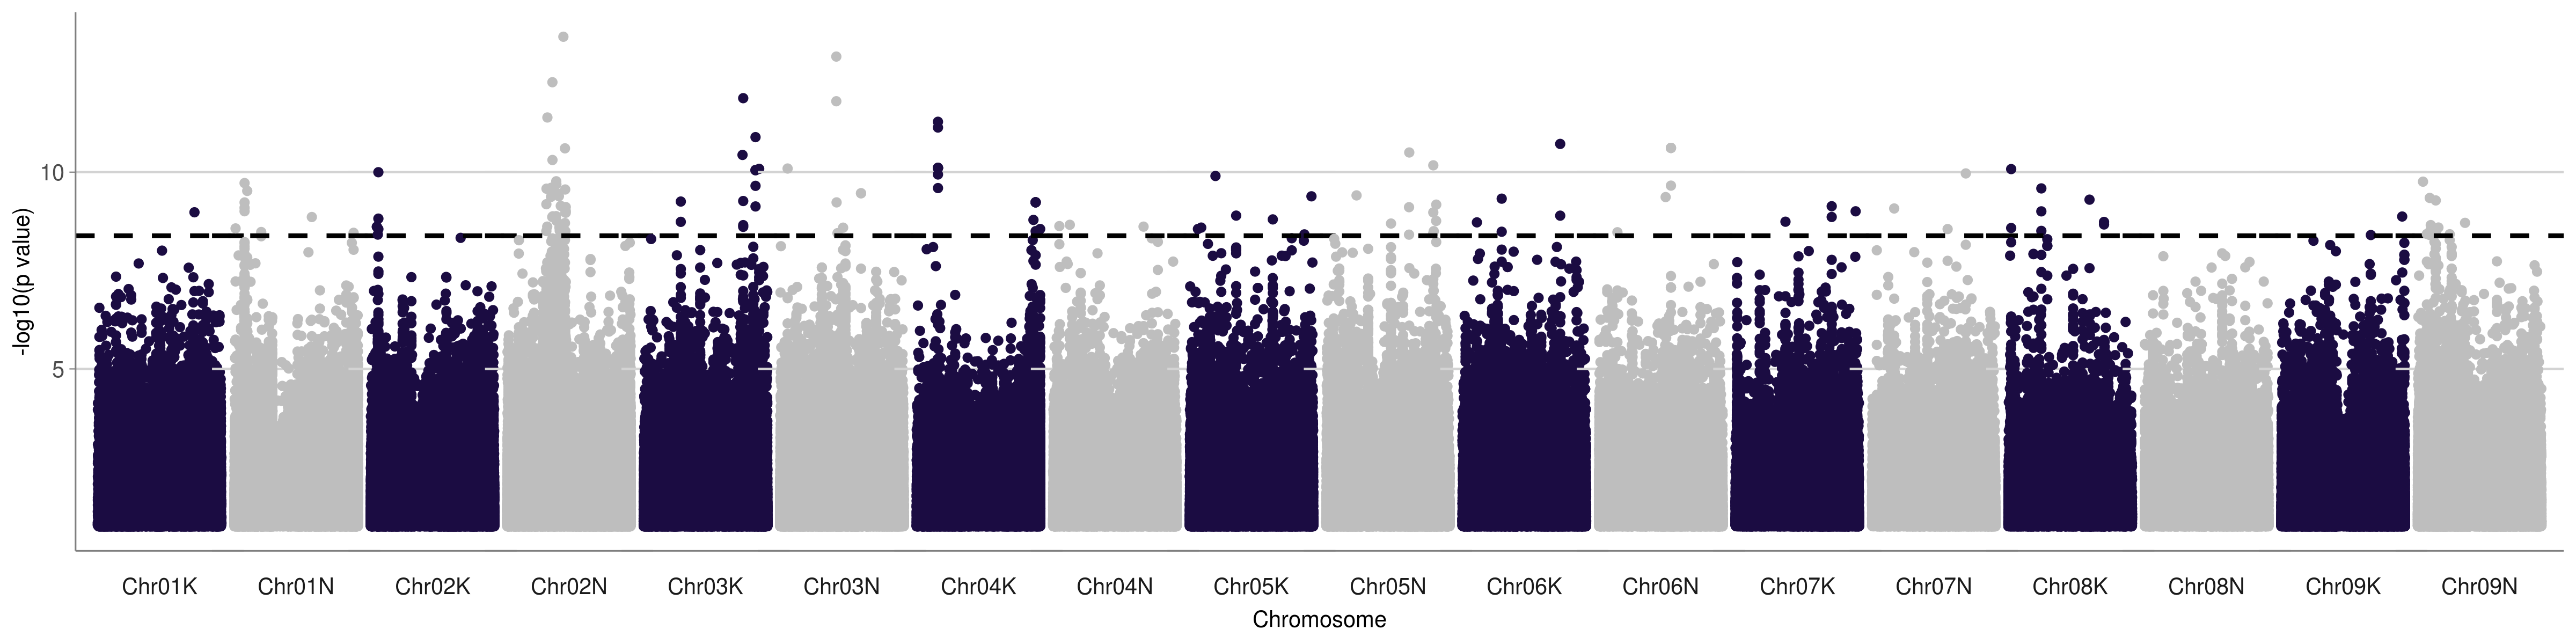 -log10(p value)
10
5
Chr01K Chr01N Chr02K Chr02N Chr03K Chr03N Chr04K Chr04N Chr05K Chr05N Chr06K Chr06N Chr07K Chr07N Chr08K Chr08N Chr09K Chr09N
Chromosome